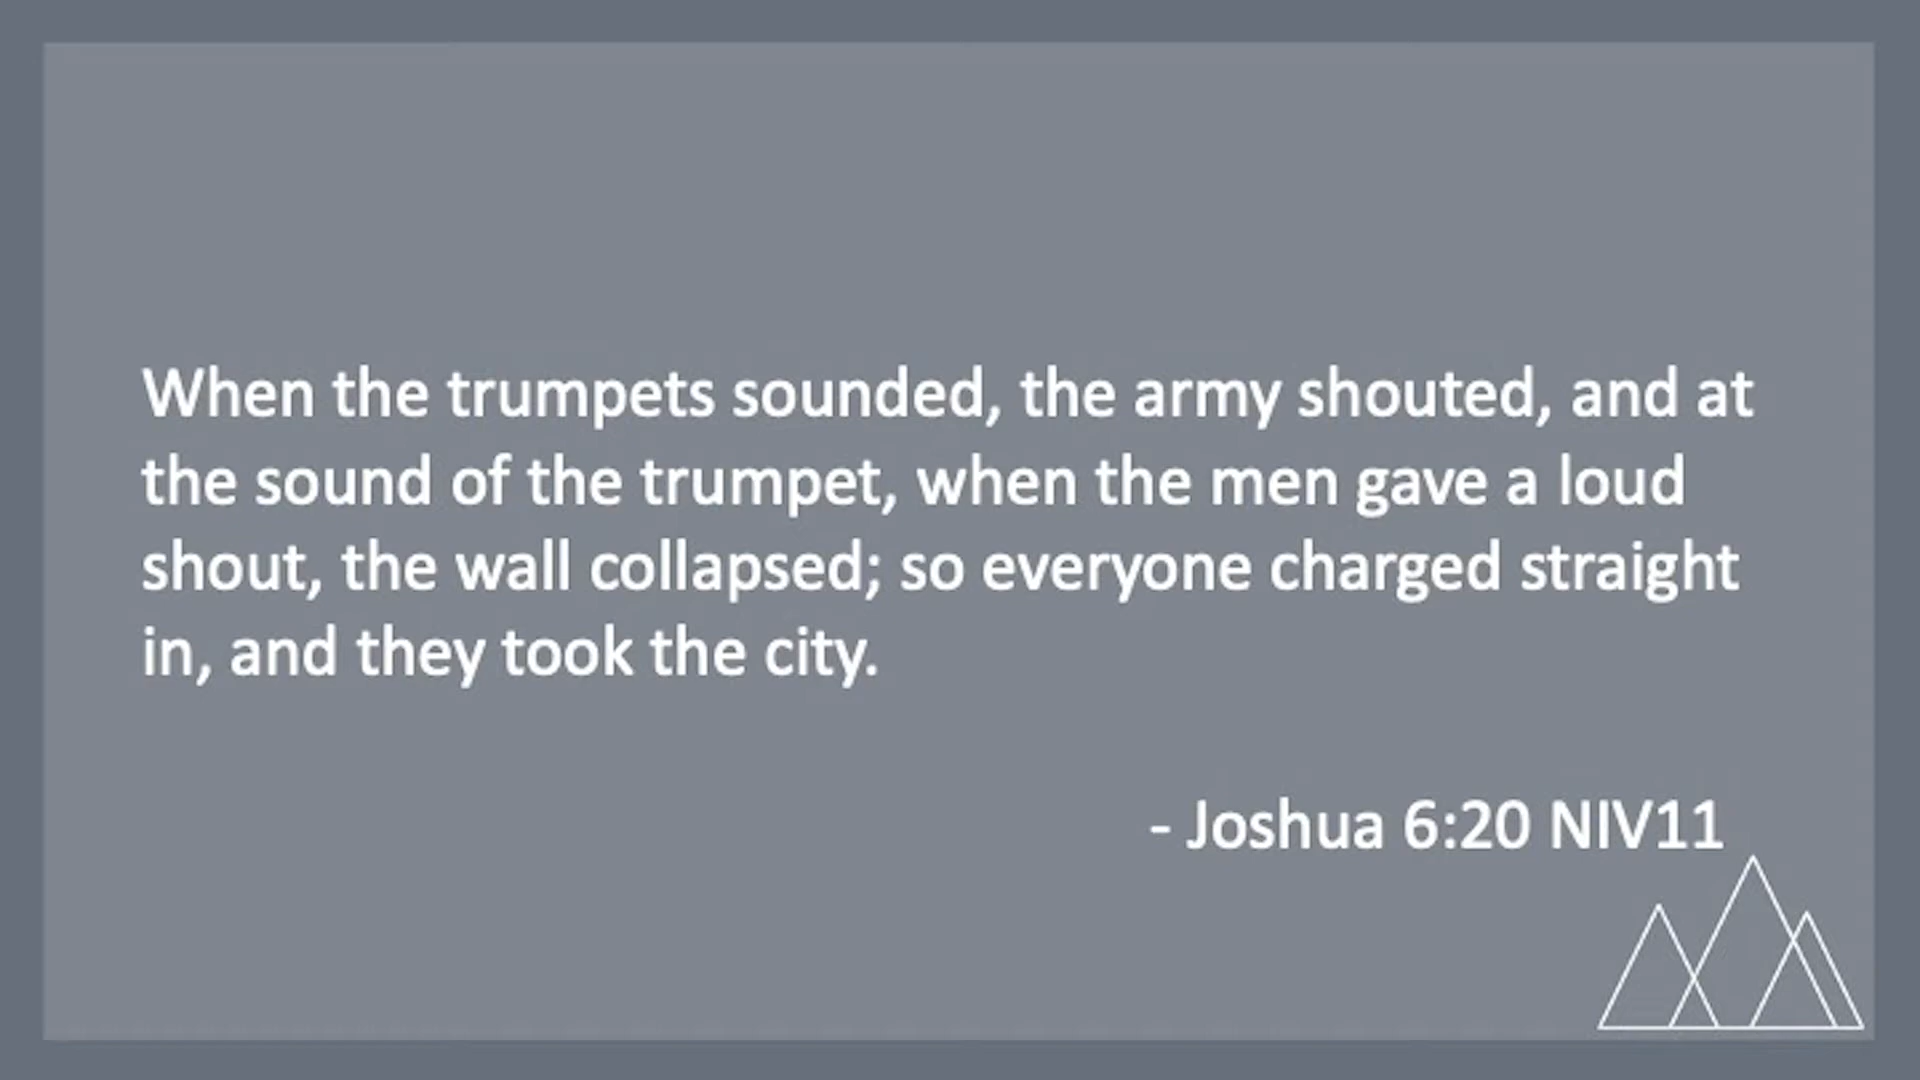 When the trumpets sounded, the army shouted, and at
the sound of the trumpet, when the men gave a loud
shout, the wall collapsed; so everyone charged straight
in, and they took the city.
- Joshua 6:20 NIV11